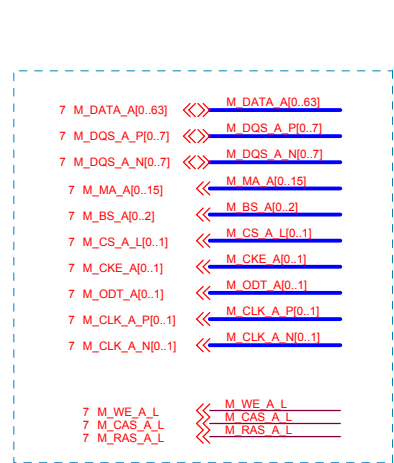 7 M_DATA_A[0..63] M_DATA_A[0..63]
7 M_DQS_A_P[0..7] M_DQS_A_P[0..7]
7 M_DQS_A_N[0..7] M_DQS_A_N[0..7]
7 M_MA_A[0..15] M_MA_A[0..15]
7 M_BS_A[0..2] M_BS_A[0..2]
7 M_CS_A_L[0..1] M_CS_A_L[0..1]
7 M_CKE_A[0..1] M_CKE_A[0..1]
7 M_ODT_A[0..1] M_ODT_A[0..1]
7 M_CLK_A_P[0..1] M_CLK_A_P[0..1]
7 M_CLK_A_N[0..1] M_CLK_A_N[0..1]
7 M_WE_A_L M_WE_A_L
7 M_CAS_A_L M_CAS_A_L
7 M_RAS_A_L M_RAS_A_L